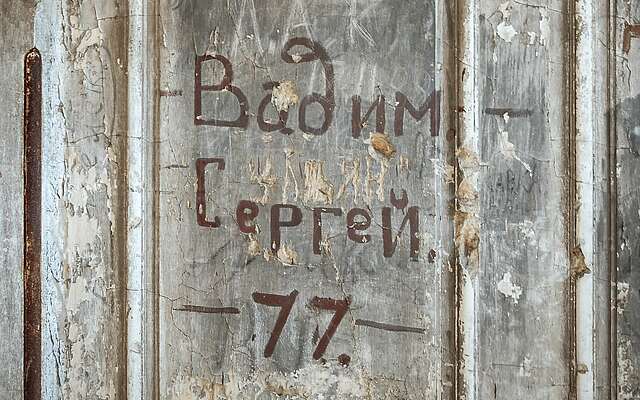 Вадим
Сергей.
— 77. —